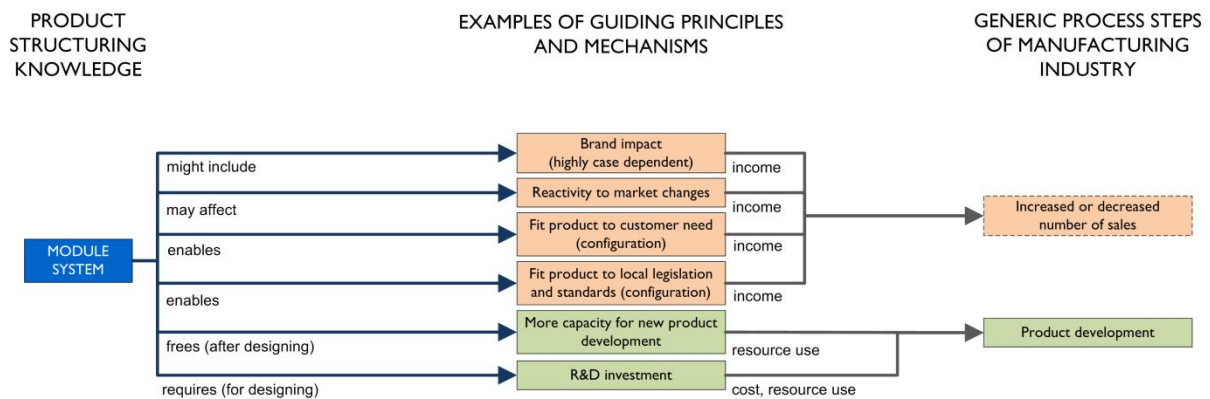 PRODUCT
STRUCTURING
KNOWLEDGE
EXAMPLES OF GUIDING PRINCIPLES
AND MECHANISMS
GENERIC PROCESS STEPS
OF MANUFACTURING
INDUSTRY
MODULE
SYSTEM
might include
Brand impact
(highly case dependent)
income
may affect
Reactivity to market changes
income
enables
Fit product to customer need
(configuration)
income
enables
Fit product to local legislation
and standards (configuration)
income
Increased or decreased
number of sales
frees (after designing)
More capacity for new product
development
resource use
requires (for designing)
R&D investment
cost, resource use
Product development